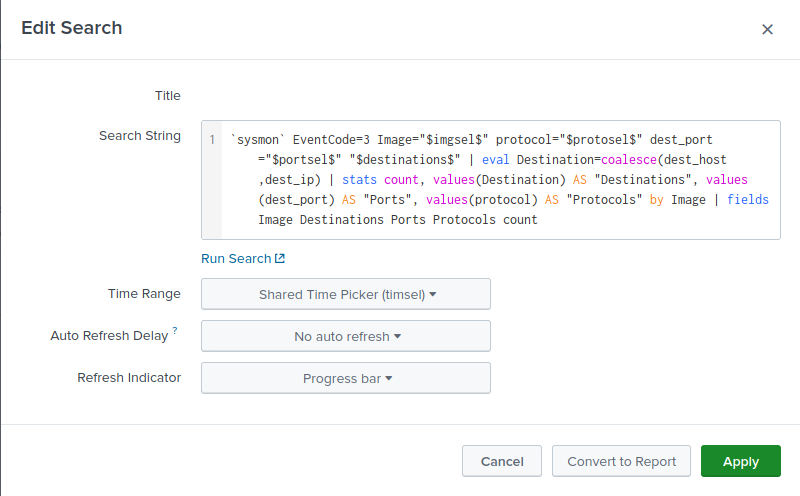 Edit Search
Title
Search String
1
`sysmon` EventCode=3 Image="$imgsel$" protocol="$protosel$" dest_port
="$portsel$" "$destinations$" | eval Destination=coalesce(dest_host
,dest_ip) | stats count, values(Destination) AS "Destinations", values
(dest_port) AS "Ports", values(protocol) AS "Protocols" by Image | fields
Image Destinations Ports Protocols count
Run Search
Time Range
Shared Time Picker (timsel)
Auto Refresh Delay ?
No auto refresh
Refresh Indicator
Progress bar
Cancel
Convert to Report
Apply